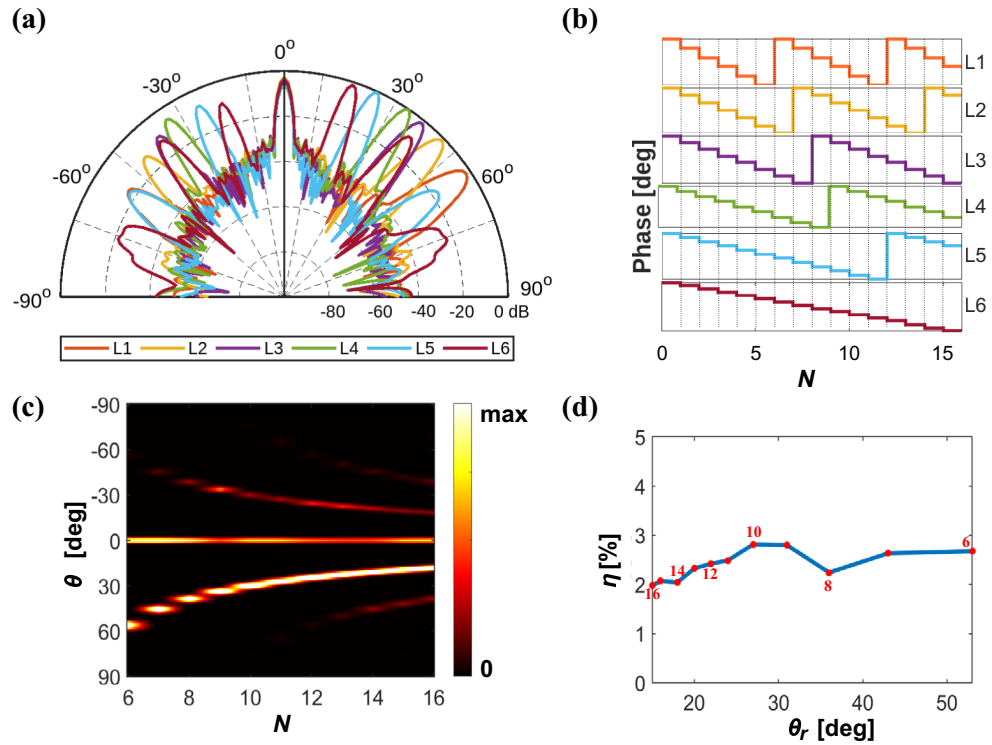 (a)
0°
-30°
30°
-60°
60°
-90°
90°
-80 -60 -40 -20 0 dB
L1 L2 L3 L4 L5 L6
(b)
Phase [deg]
L1
L2
L3
L4
L5
L6
0 5 10 15
N
(c)
θ [deg]
-90
-60
-30
0
30
60
90
6 8 10 12 14 16
N
max
0
(d)
η [%]
5
4
3
2
1
0
16 14 12 10 8 6
20 30 40 50
θr [deg]